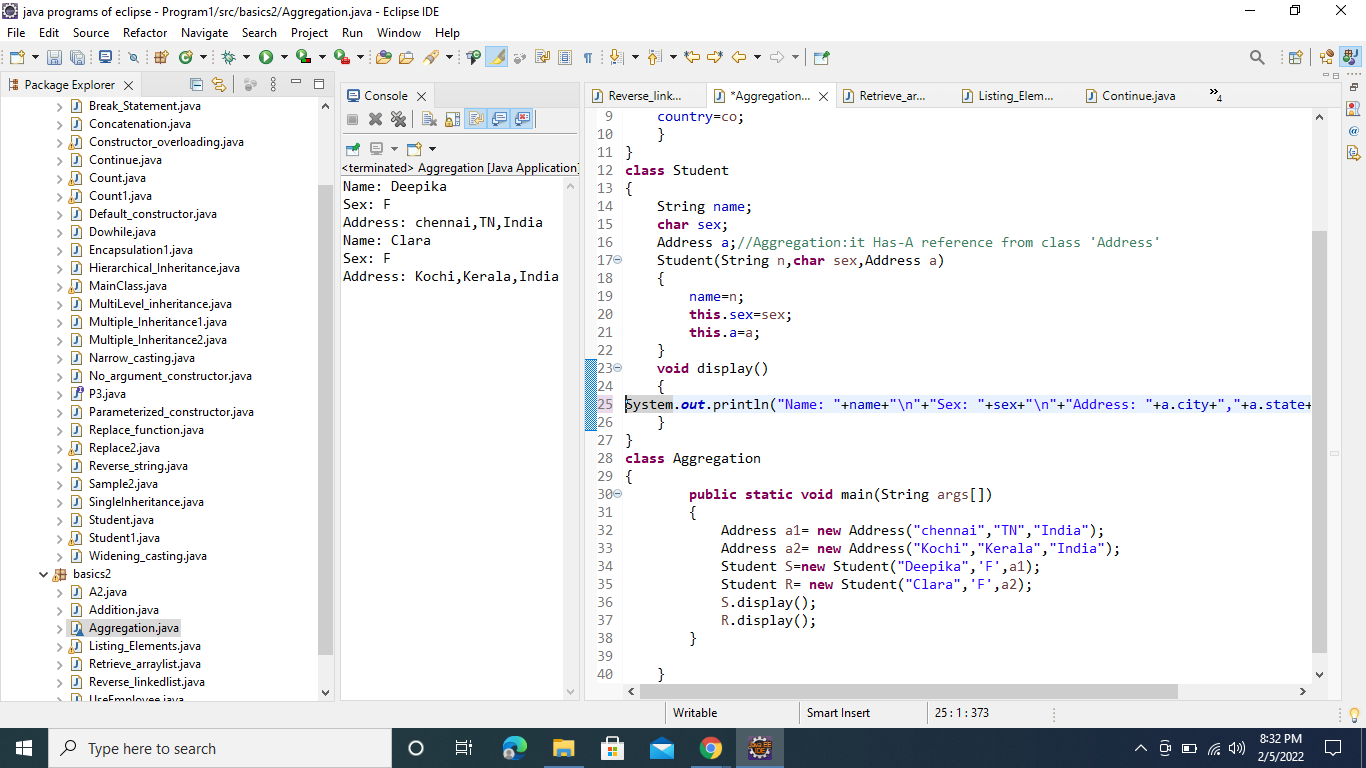 java programs of eclipse - Program1/src/basics2/Aggregation.java - Eclipse IDE
File Edit Source Refactor Navigate Search Project Run Window Help
Package Explorer
Break_Statement.java
Concatenation.java
Constructor_overloading.java
Continue.java
Count.java
Count1.java
Default_constructor.java
Dowhile.java
Encapsulation1.java
Hierarchical_Inheritance.java
MainClass.java
MultiLevel_inheritance.java
Multiple_Inheritance1.java
Multiple_Inheritance2.java
Narrow_casting.java
No_argument_constructor.java
P3.java
Parameterized_constructor.java
Replace_function.java
Replace2.java
Reverse_string.java
Sample2.java
SingleInheritance.java
Student.java
Student1.java
Widening_casting.java
basics2
A2.java
Addition.java
Aggregation.java
Listing_Elements.java
Retrieve_arraylist.java
Reverse_linkedlist.java
UseEmployee.java
Console
<terminated> Aggregation [Java Application]
Name: Deepika
Sex: F
Address: chennai,TN,India
Name: Clara
Sex: F
Address: Kochi,Kerala,India
Reverse_link... *Aggregation... Retrieve_ar... Listing_Elem... Continue.java »4
9 country=co;
10 }
11 }
12 class Student
13 {
14 String name;
15 char sex;
16 Address a;//Aggregation:it Has-A reference from class 'Address'
17 Student(String n,char sex,Address a)
18 {
19 name=n;
20 this.sex=sex;
21 this.a=a;
22 }
23 void display()
24 {
25 System.out.println("Name: "+name+"\n"+"Sex: "+sex+"\n"+"Address: "+a.city+","+a.state+
26 }
27 }
28 class Aggregation
29 {
30 public static void main(String args[])
31 {
32 Address a1= new Address("chennai","TN","India");
33 Address a2= new Address("Kochi","Kerala","India");
34 Student S=new Student("Deepika",'F',a1);
35 Student R= new Student("Clara",'F',a2);
36 S.display();
37 R.display();
38 }
39
40 }
Writable Smart Insert 25 : 1 : 373
Type here to search
8:32 PM
2/5/2022